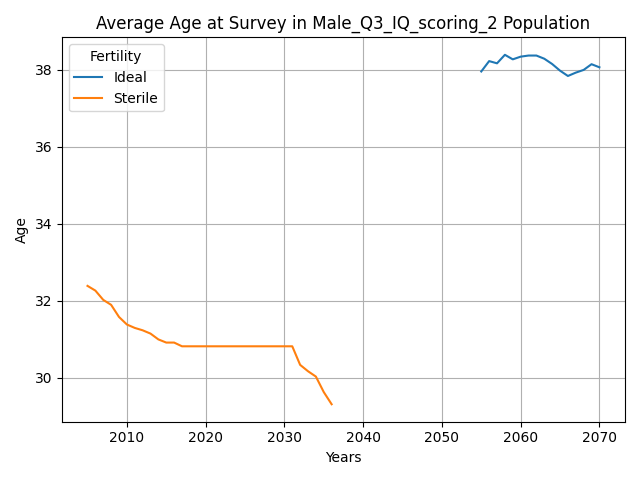 Average Age at Survey in Male_Q3_IQ_scoring_2 Population
Fertility
Ideal
Sterile
Age
38
36
34
32
30
2010
2020
2030
2040
2050
2060
2070
Years